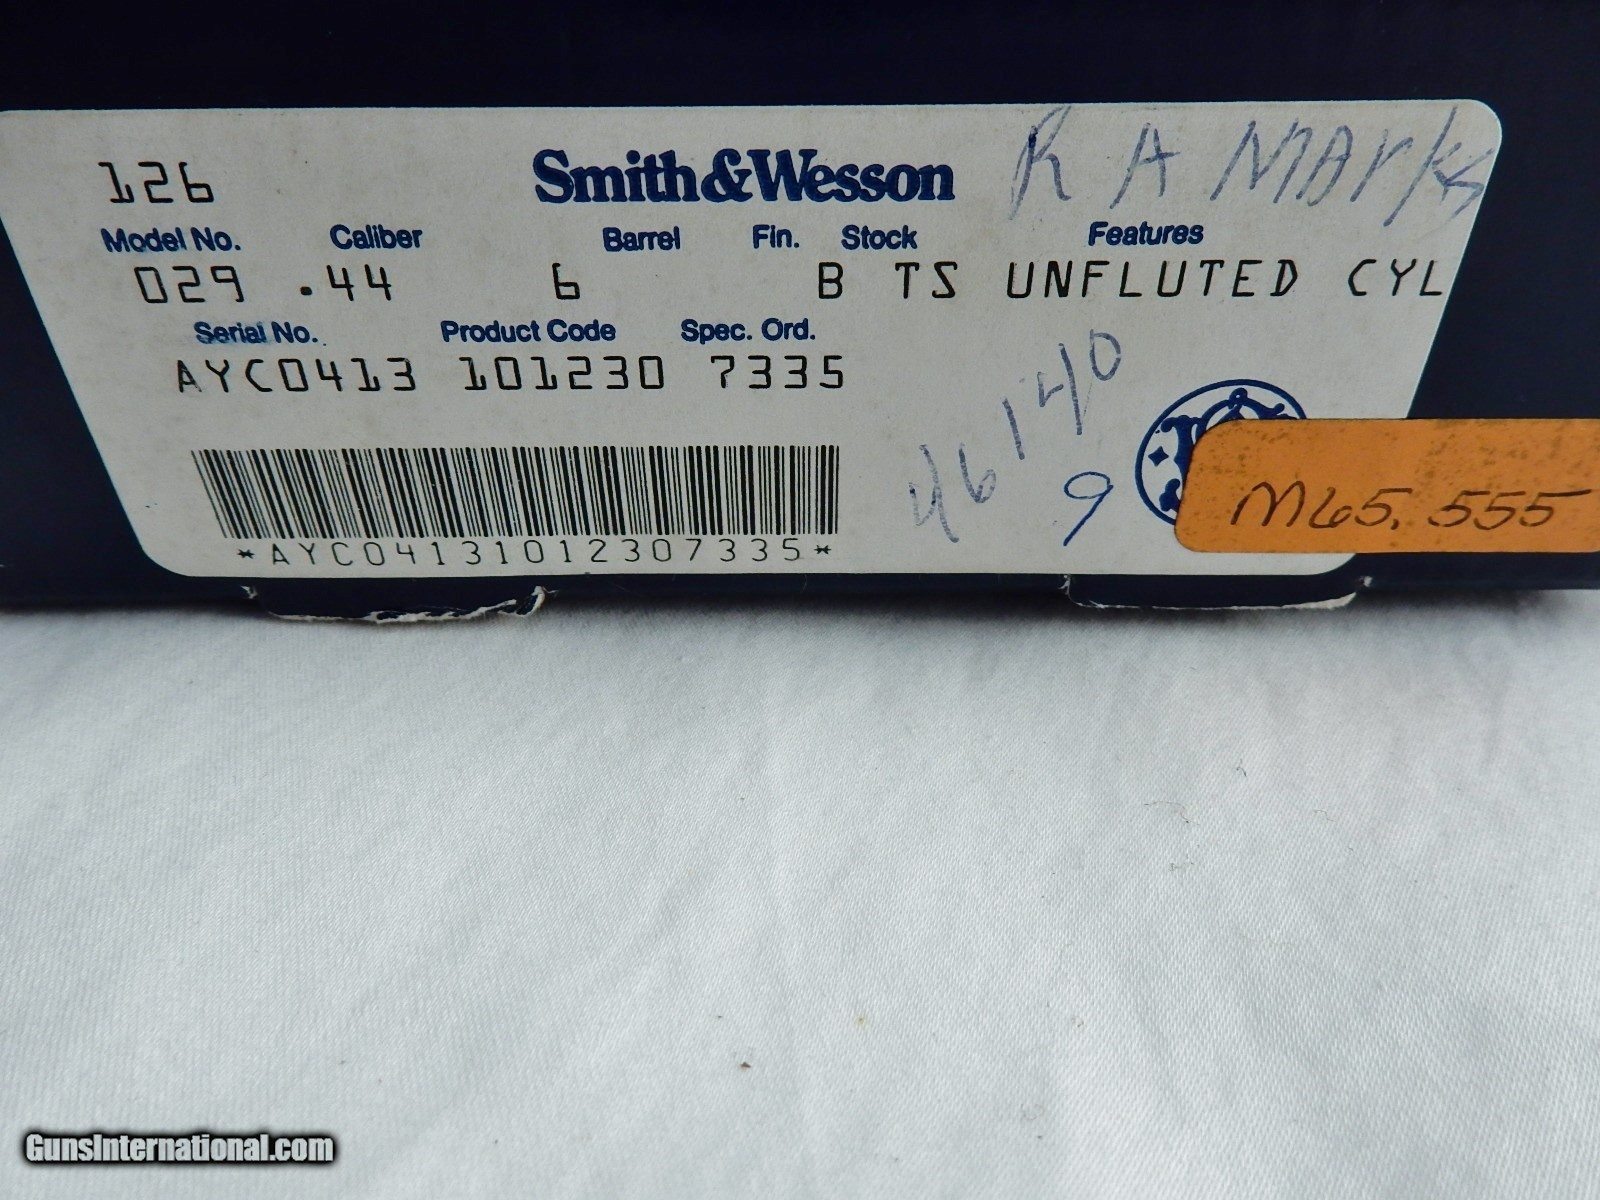 R A Marks
126 Smith&Wesson
Model No. Caliber Barrel Fin. Stock Features
029 .44 6 B TS UNFLUTED CYL
Serial No. Product Code Spec. Ord.
AYC0413 101230 7335
46140
9
M65,555
*AYC04131012307335*
GunsInternational.com